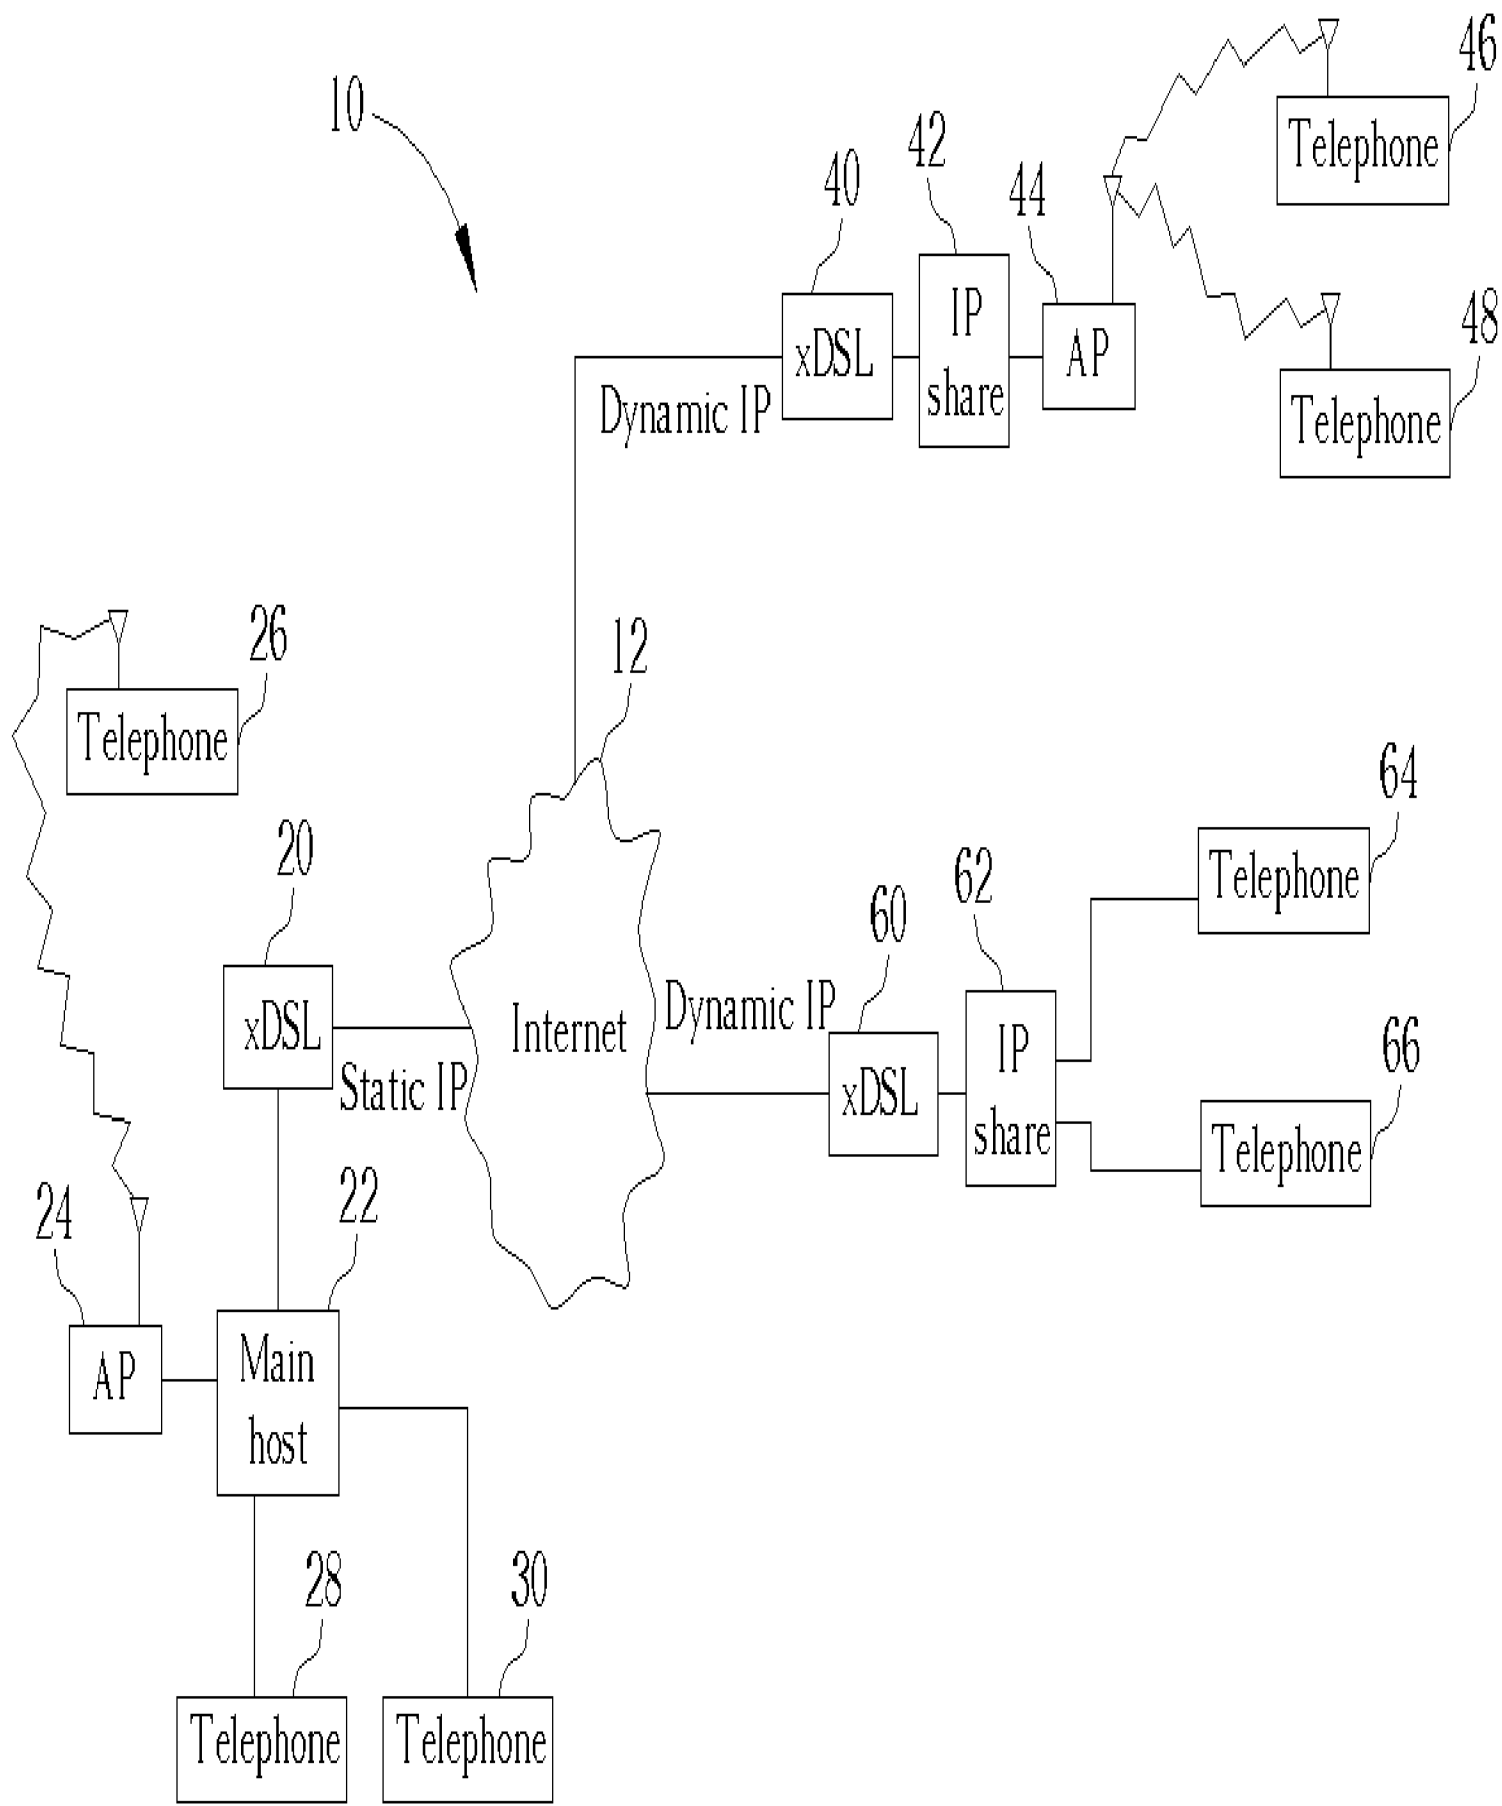 10
46
Telephone
42
40
44
IP
share
xDSL
AP
Dynamic IP
48
Telephone
26
Telephone
12
20
xDSL
Static IP
Internet
Dynamic IP
60
xDSL
62
IP
share
64
Telephone
66
Telephone
24
AP
22
Main
host
28
Telephone
30
Telephone